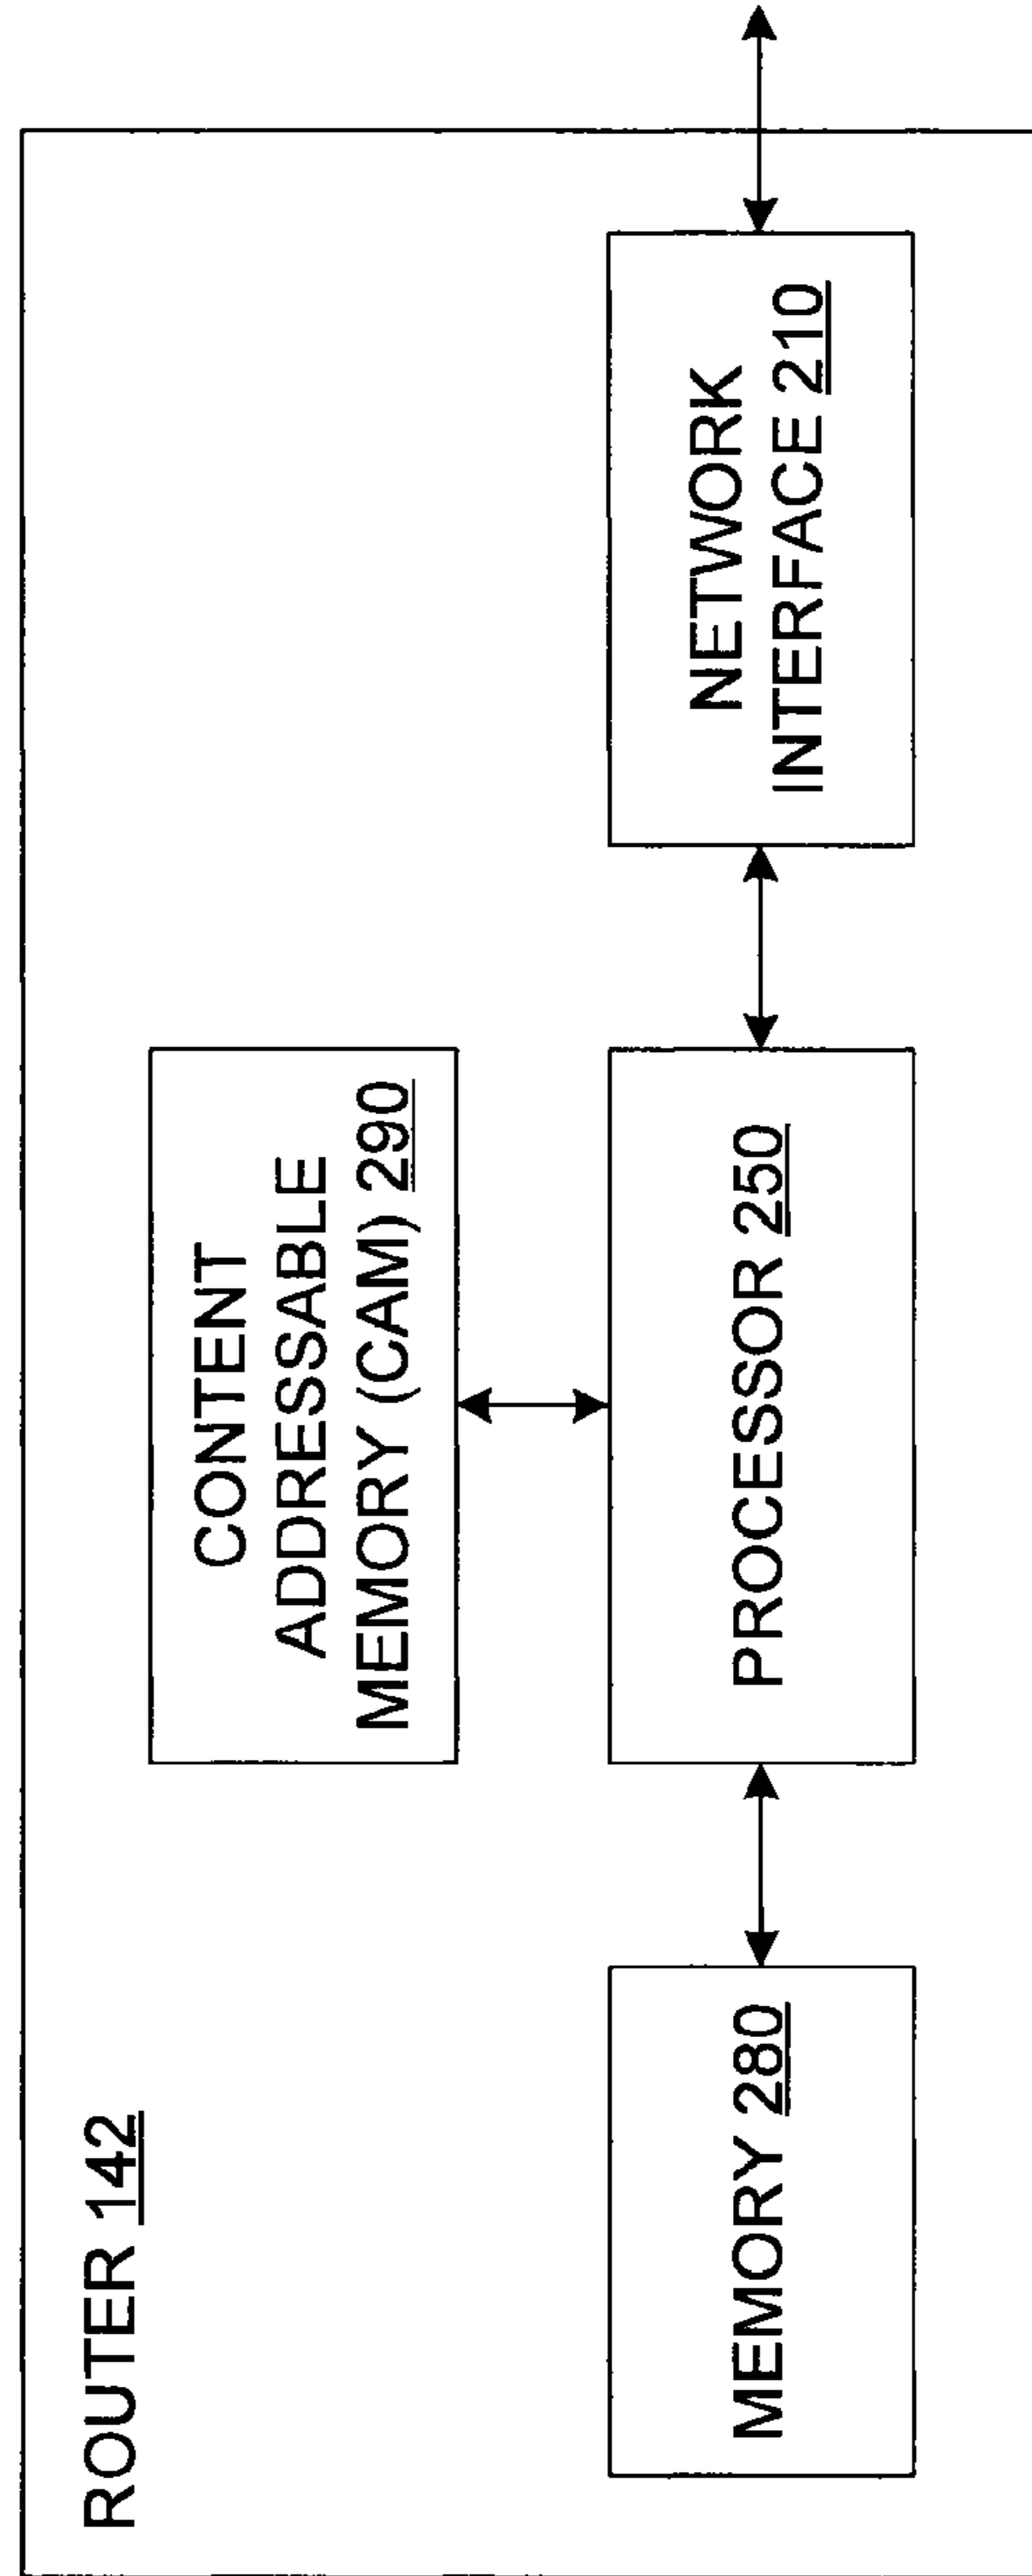 ROUTER 142
CONTENT
ADDRESSABLE
MEMORY (CAM) 290
MEMORY 280
PROCESSOR 250
NETWORK
INTERFACE 210